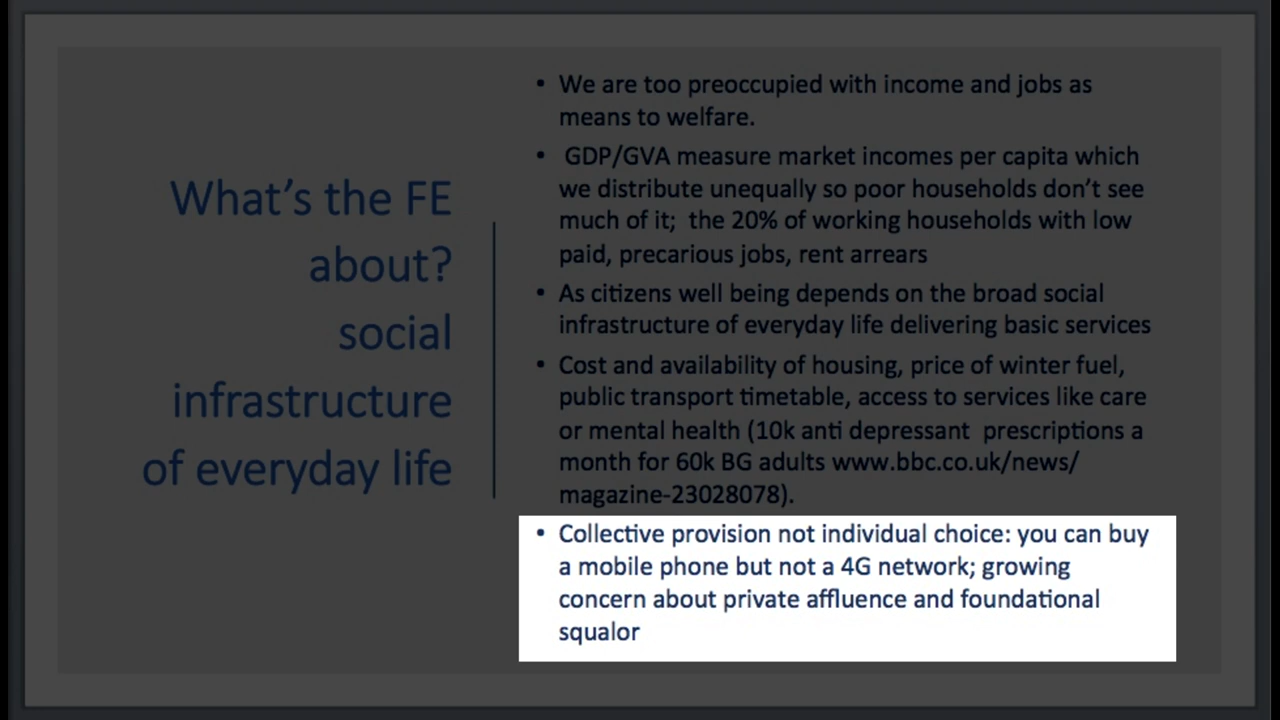 What’s the FE
about?
social
infrastructure
of everyday life
• We are too preoccupied with income and jobs as
means to welfare.
• GDP/GVA measure market incomes per capita which
we distribute unequally so poor households don’t see
much of it; the 20% of working households with low
paid, precarious jobs, rent arrears
• As citizens well being depends on the broad social
infrastructure of everyday life delivering basic services
• Cost and availability of housing, price of winter fuel,
public transport timetable, access to services like care
or mental health (10k anti depressant prescriptions a
month for 60k BG adults www.bbc.co.uk/news/
magazine-23028078).
• Collective provision not individual choice: you can buy
a mobile phone but not a 4G network; growing
concern about private affluence and foundational
squalor